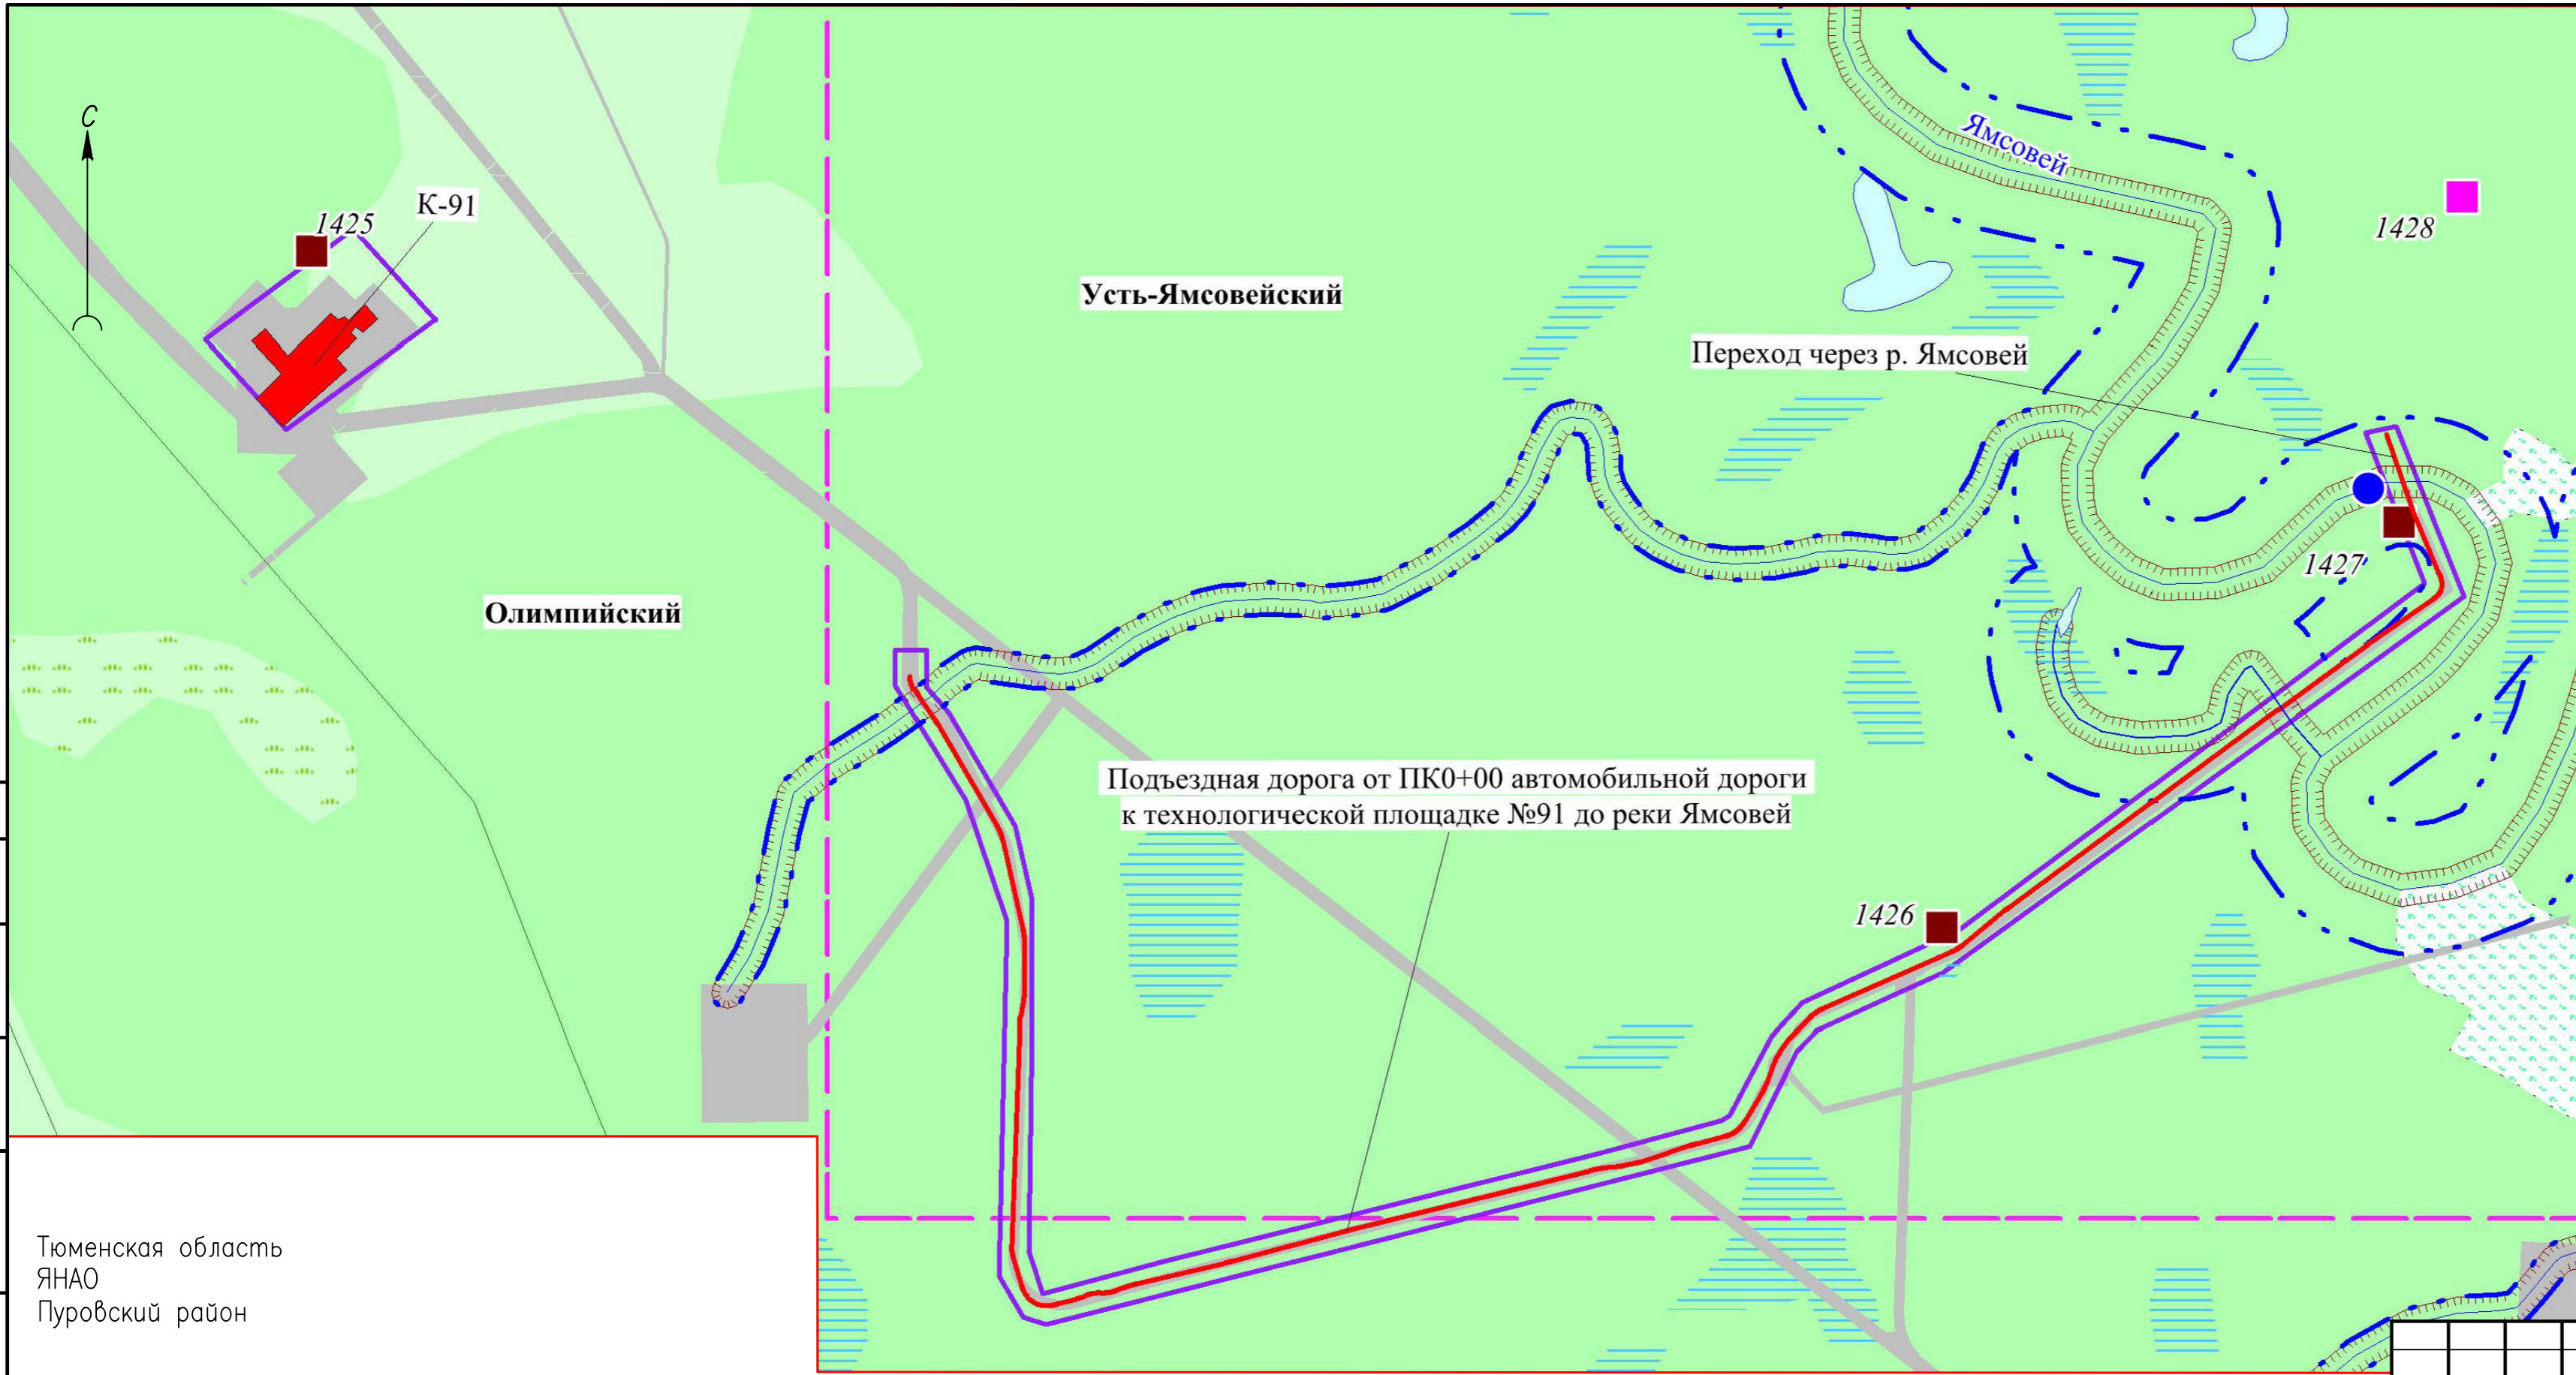 С
Ямсовей
К-91
1425
1428
Усть-Ямсовейский
Переход через р. Ямсовей
1427
Олимпийский
Подъездная дорога от ПК0+00 автомобильной дороги
к технологической площадке №91 до реки Ямсовей
1426
Тюменская область
ЯНАО
Пуровский район